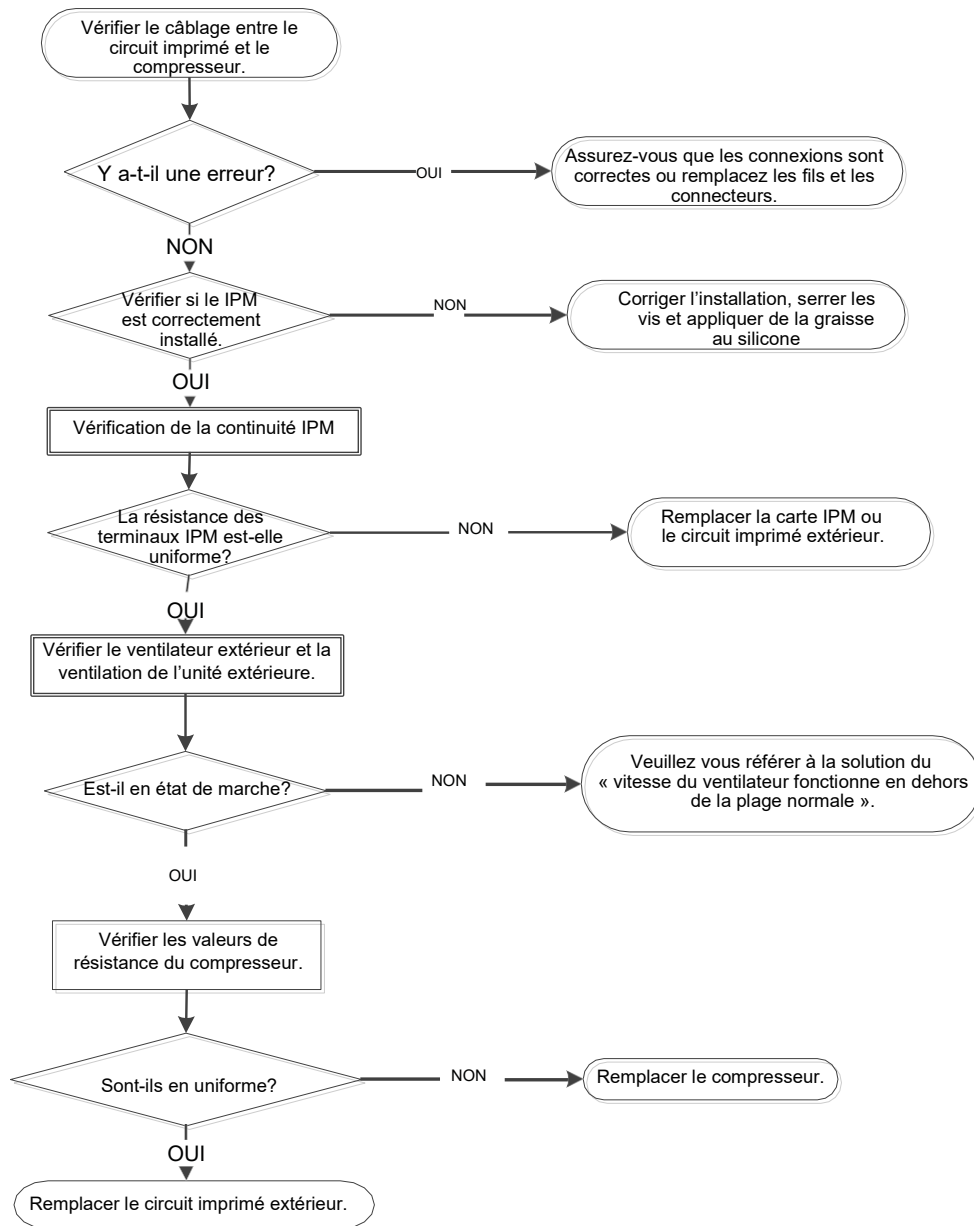 Vérifier le câblage entre le
circuit imprimé et le
compresseur.
Y a-t-il une erreur?
OUI
Assurez-vous que les connexions sont
correctes ou remplacez les fils et les
connecteurs.
NON
Vérifier si le IPM
est correctement
installé.
NON
Corriger l’installation, serrer les
vis et appliquer de la graisse
au silicone
OUI
Vérification de la continuité IPM
La résistance des
terminaux IPM est-elle
uniforme?
NON
Remplacer la carte IPM ou
le circuit imprimé extérieur.
OUI
Vérifier le ventilateur extérieur et la
ventilation de l’unité extérieure.
Est-il en état de marche?
NON
Veuillez vous référer à la solution du
« vitesse du ventilateur fonctionne en dehors
de la plage normale ».
OUI
Vérifier les valeurs de
résistance du compresseur.
Sont-ils en uniforme?
NON
Remplacer le compresseur.
OUI
Remplacer le circuit imprimé extérieur.